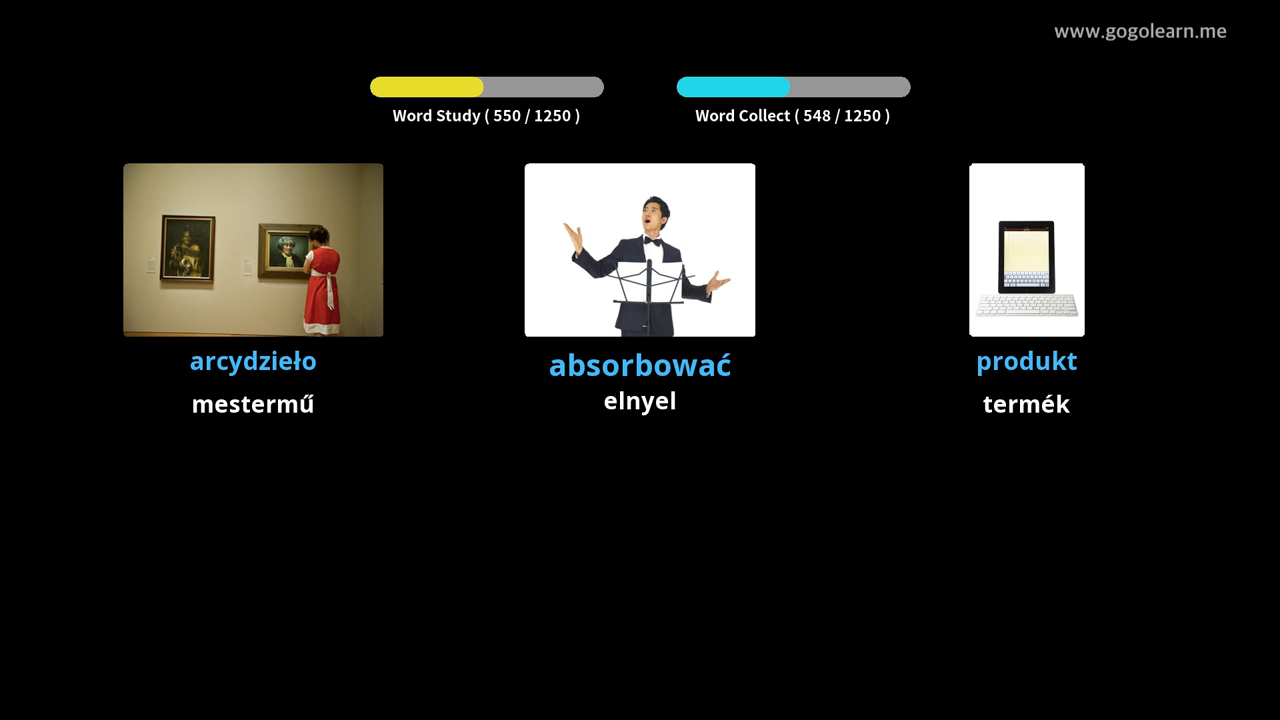 www.gogolearn.me
Word Study ( 550 / 1250 )
Word Collect ( 548 / 1250 )
arcydzieło
mestermű
absorbować
elnyel
produkt
termék